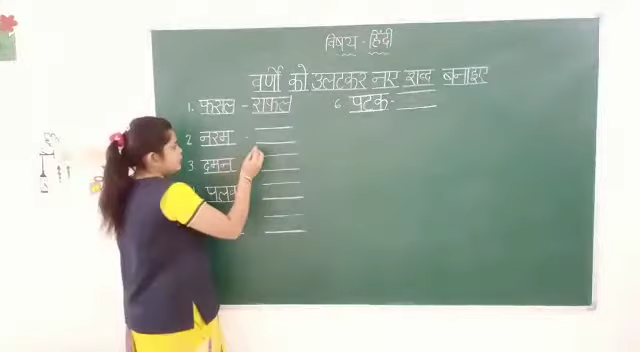 विषय - हिंदी
वर्णो को उलटकर नए शब्द बनाइए
1. फसल - सफल
2. नरम -
3. दमन
पलक
6. पटक -